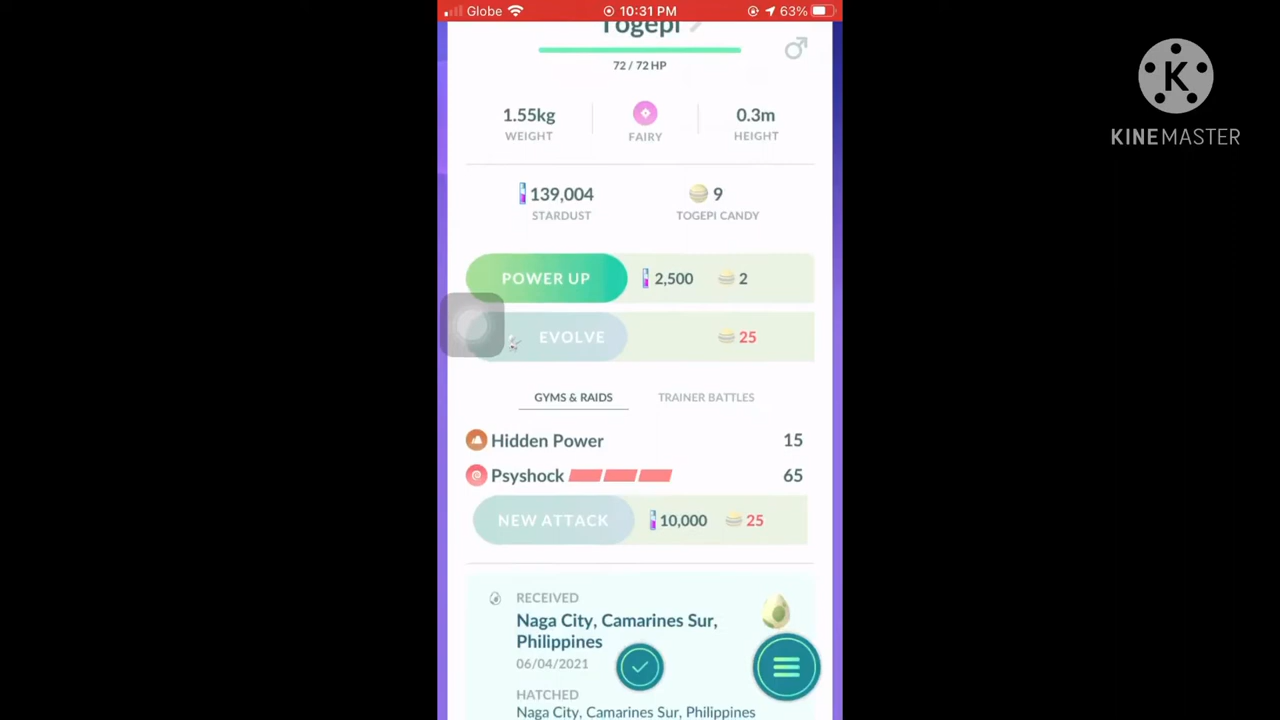 Globe 10:31 PM 63%
Togepi
72 / 72 HP
1.55kg 0.3m
WEIGHT FAIRY HEIGHT
139,004 9
STARDUST TOGEPI CANDY
POWER UP 2,500 2
EVOLVE 25
GYMS & RAIDS TRAINER BATTLES
Hidden Power 15
Psyshock 65
NEW ATTACK 10,000 25
RECEIVED
Naga City, Camarines Sur,
Philippines
06/04/2021
HATCHED
Naga City, Camarines Sur, Philippines
K
KINEMASTER